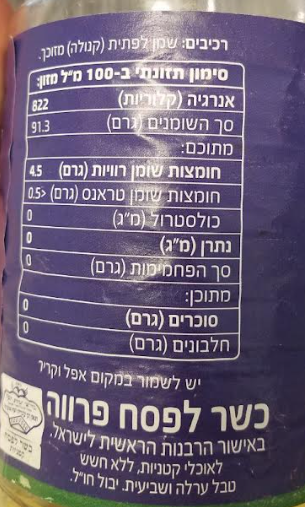 רכיבים: שמן לפתית (קנולה) מזוכך.
סימון תזונתי ב-100 מ"ל מזון:
אנרגיה (קלוריות) 822
סך השומנים (גרם) 91.3
מתוכם:
חומצות שומן רוויות (גרם) 4.5
חומצות שומן טראנס (גרם) <0.5
כולסטרול (מ"ג) 0
נתרן (מ"ג) 0
סך הפחמימות (גרם) 0
מתוכן:
סוכרים (גרם) 0
חלבונים (גרם) 0
יש לשמור במקום אפל וקריר
כשר לפסח פרווה
באישור הרבנות הראשית לישראל.
לאוכלי קטניות, ללא חשש
טבל ערלה ושביעית. יבול חו"ל.
כשר לפסח